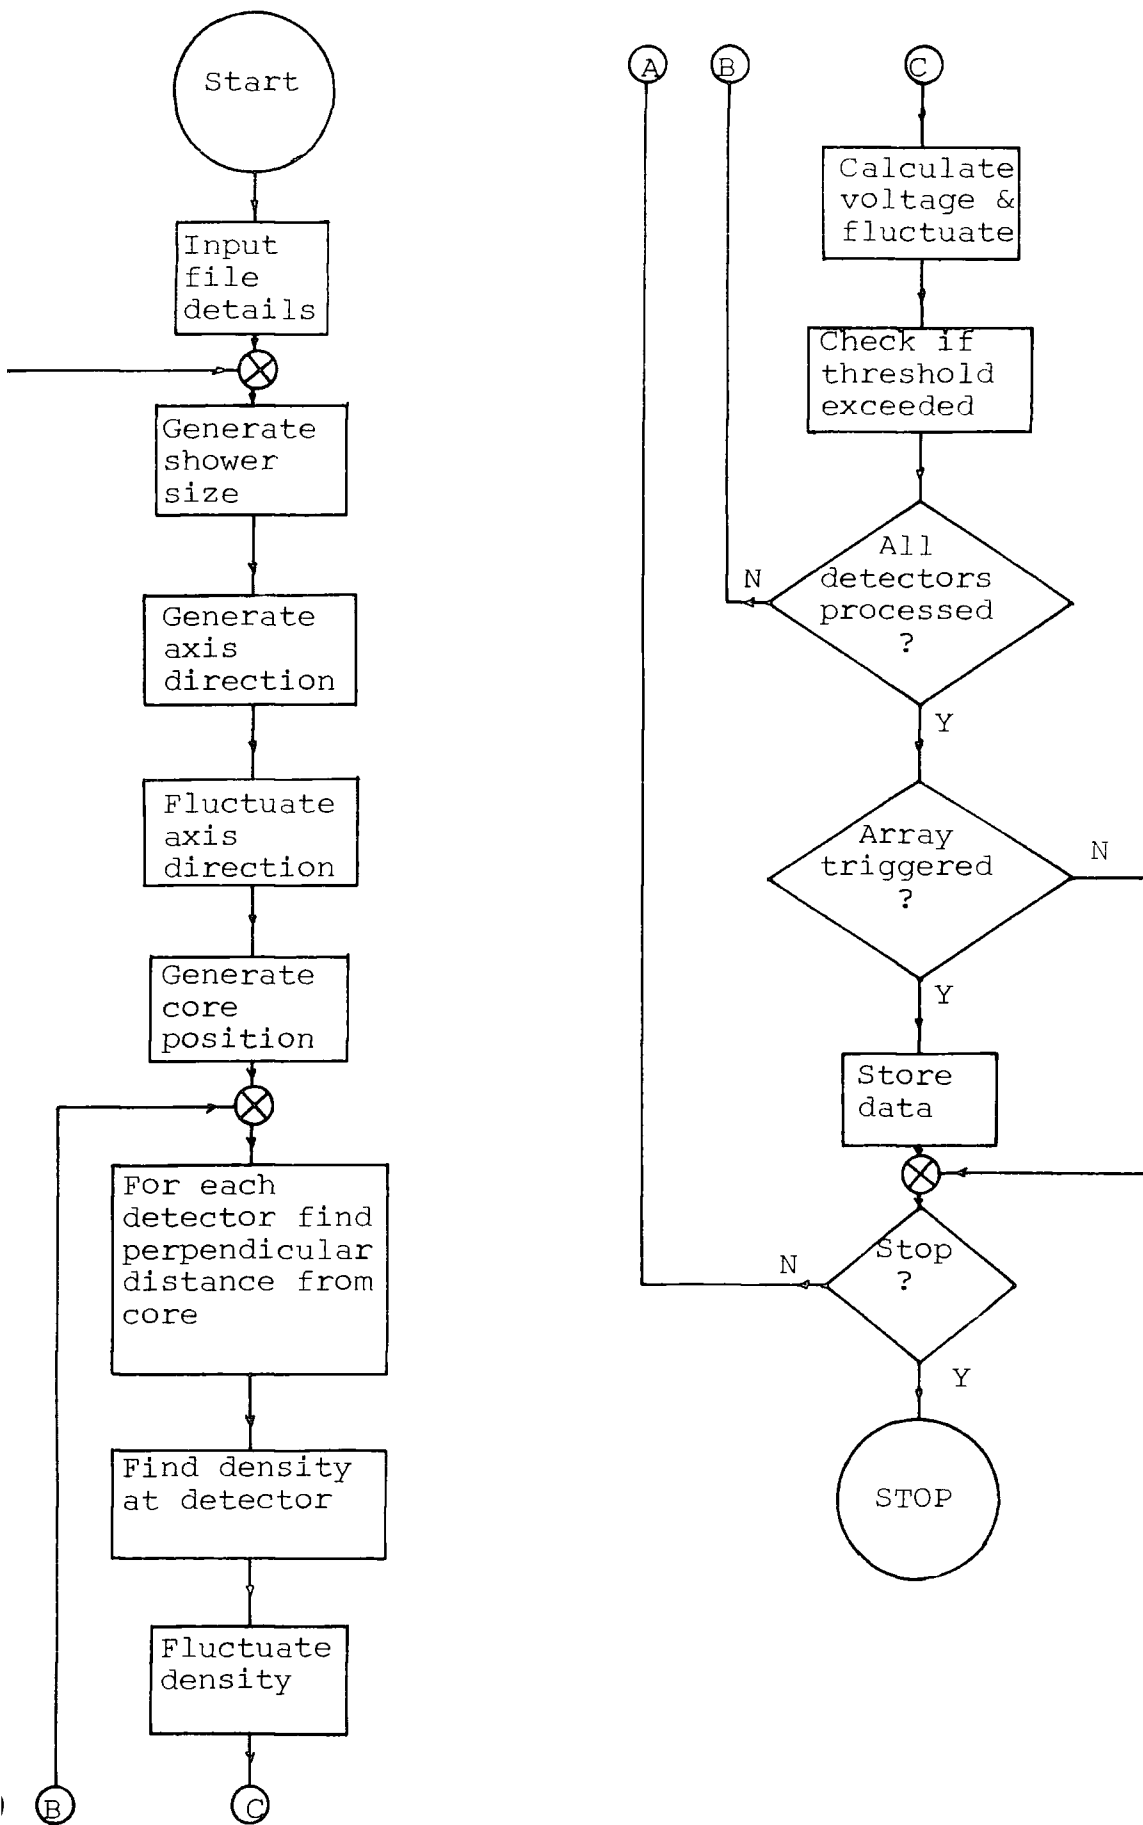 Start
Input
file
details
Generate
shower
size
Generate
axis
direction
Fluctuate
axis
direction
Generate
core
position
For each
detector find
perpendicular
distance from
core
Find density
at detector
Fluctuate
density
B
C
A
B
C
Calculate
voltage &
fluctuate
Check if
threshold
exceeded
All
detectors
processed
?
N
Y
Array
triggered
?
N
Y
Store
data
Stop
?
N
Y
STOP